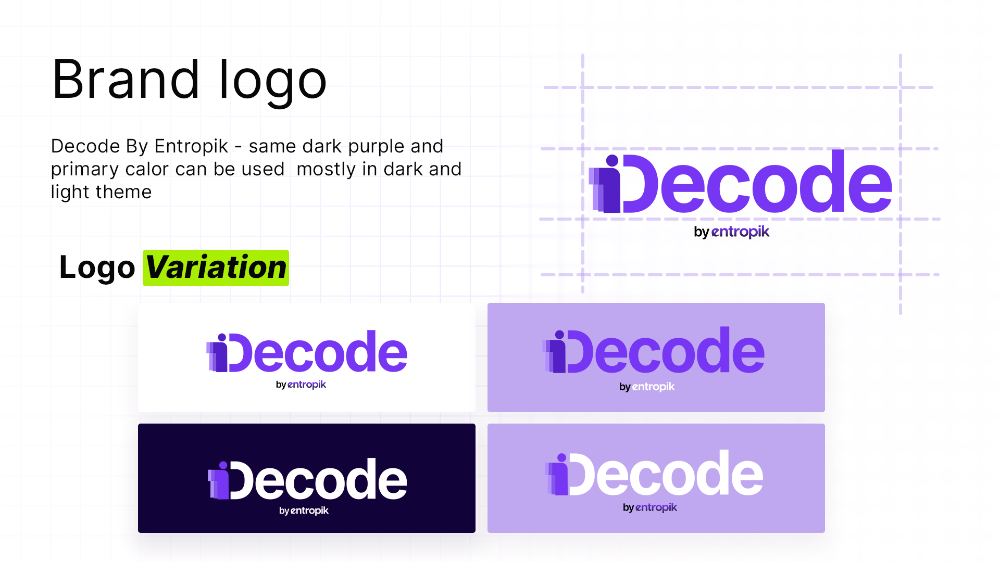 Brand logo
Decode By Entropik - same dark purple and
primary calor can be used  mostly in dark and
light theme
Decode
by entropik
Logo Variation
Decode
by entropik
Decode
by entropik
Decode
by entropik
Decode
by entropik